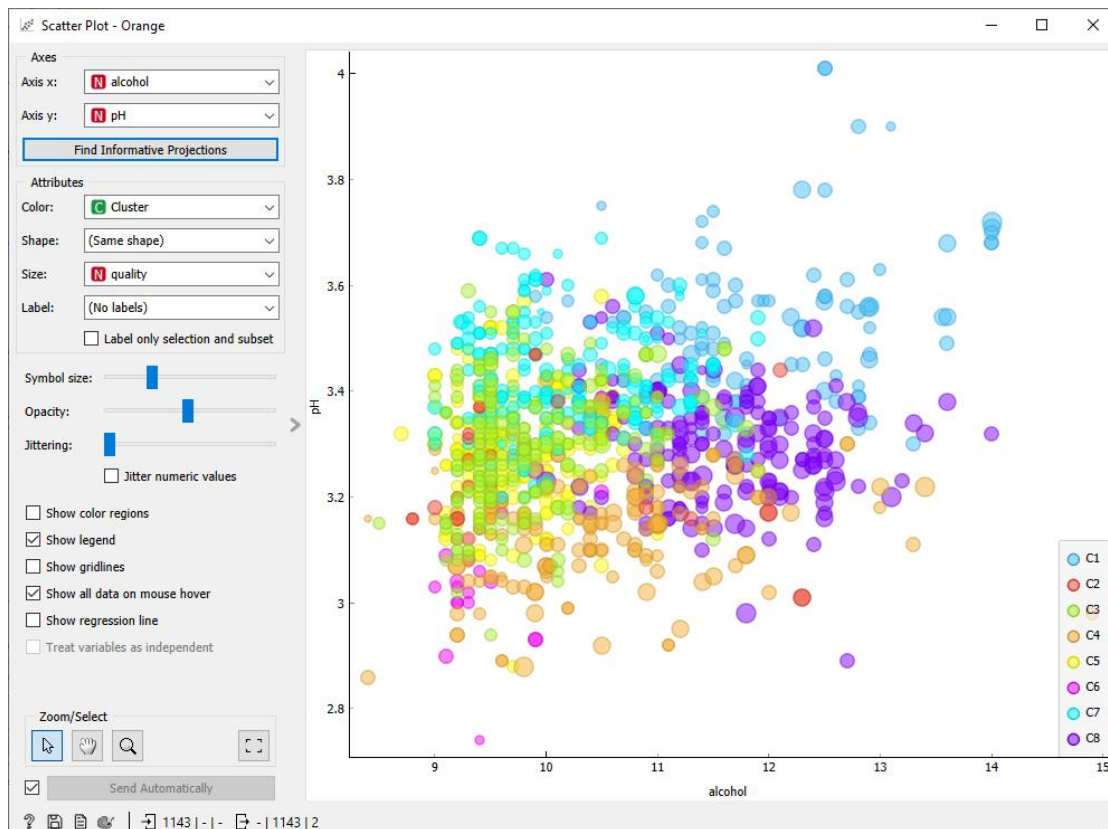 Scatter Plot - Orange
Axes
Axis x: N alcohol
Axis y: N pH
Find Informative Projections
Attributes
Color: C Cluster
Shape: (Same shape)
Size: N quality
Label: (No labels)
Label only selection and subset
Symbol size:
Opacity:
Jittering:
Jitter numeric values
Show color regions
Show legend
Show gridlines
Show all data on mouse hover
Show regression line
Treat variables as independent
Zoom/Select
Send Automatically
? 1143 | - | - - | 1143 | 2
pH
4
3.8
3.6
3.4
3.2
3
2.8
9 10 11 12 13 14 15
alcohol
C1
C2
C3
C4
C5
C6
C7
C8